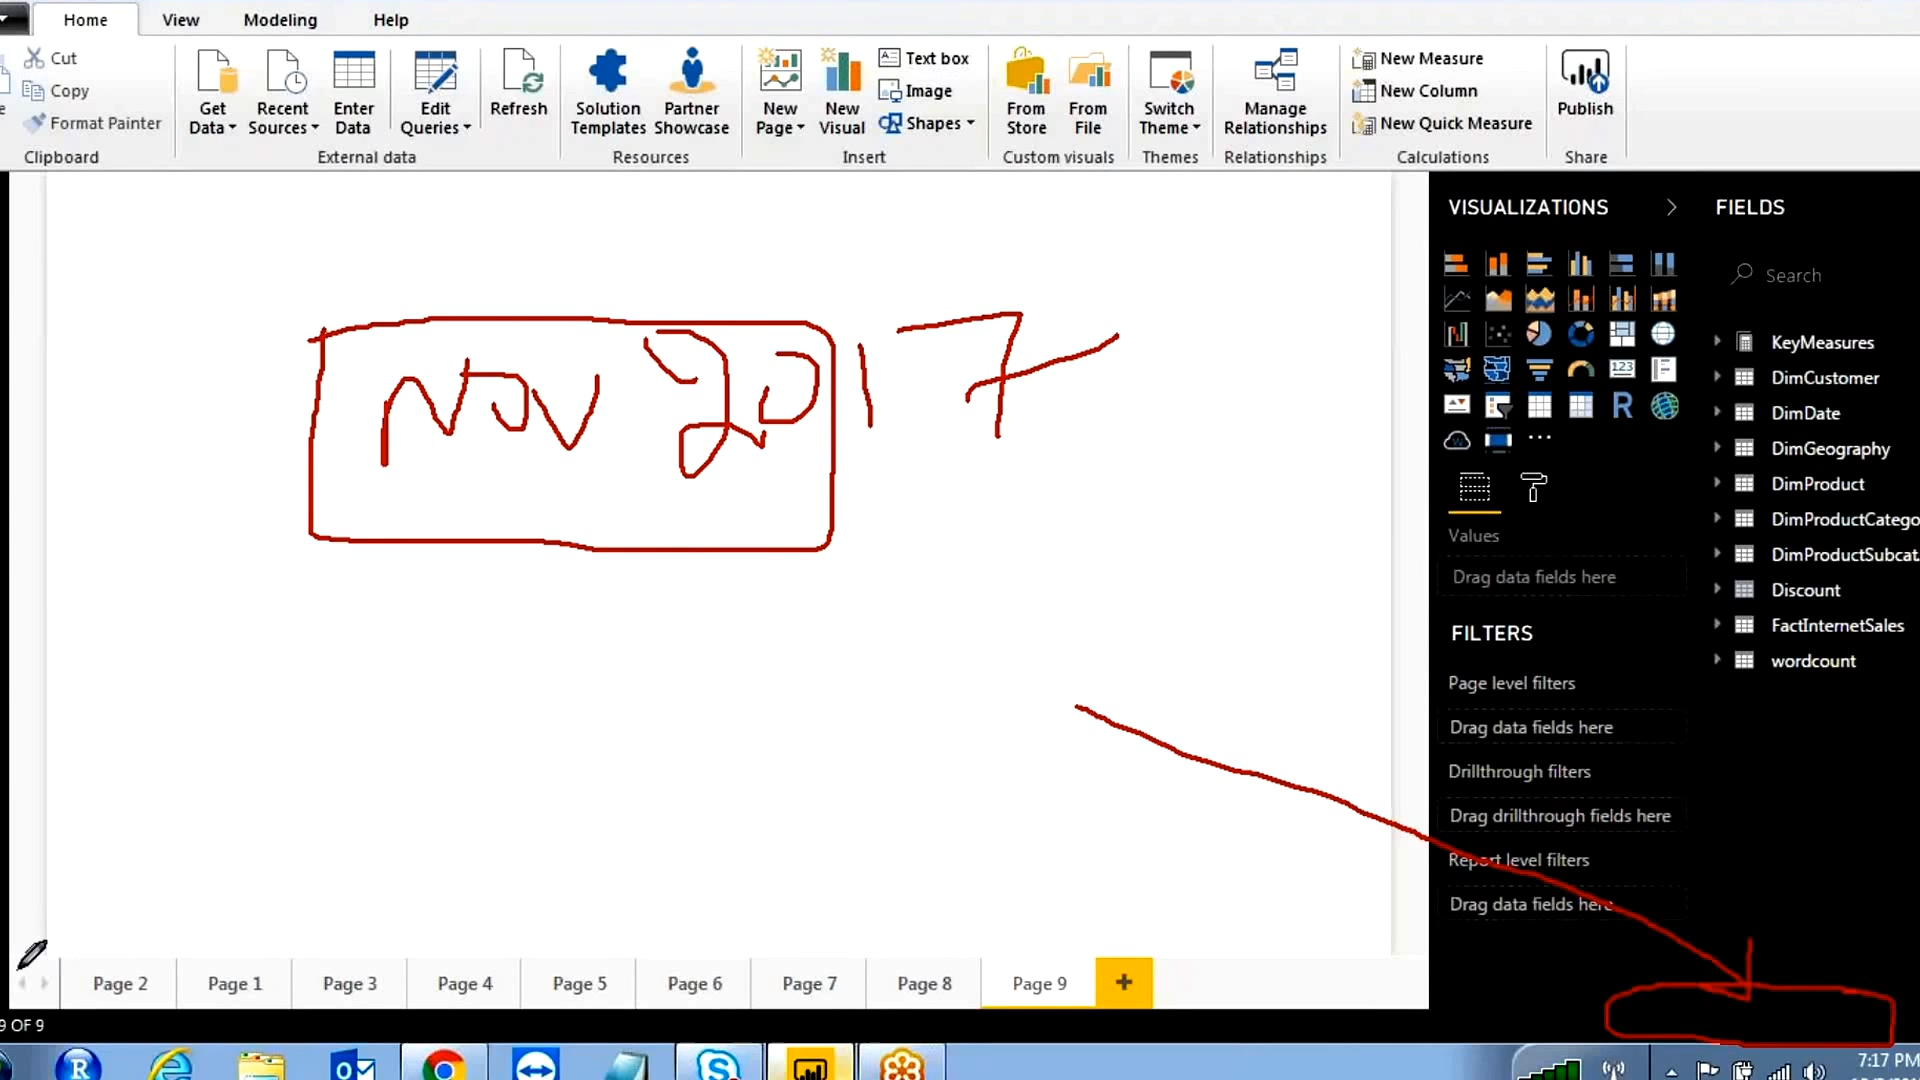 Home View Modeling Help
Cut
Copy
Format Painter
Clipboard
Get Data
Recent Sources
Enter Data
Edit Queries
Refresh
External data
Solution Templates
Partner Showcase
Resources
New Page
New Visual
Text box
Image
Shapes
Insert
From Store
From File
Custom visuals
Switch Theme
Themes
Manage Relationships
Relationships
New Measure
New Column
New Quick Measure
Calculations
Publish
Share
Nov 2017
VISUALIZATIONS
123
R
Values
Drag data fields here
FILTERS
Page level filters
Drag data fields here
Drillthrough filters
Drag drillthrough fields here
Report level filters
Drag data fields here
FIELDS
Search
KeyMeasures
DimCustomer
DimDate
DimGeography
DimProduct
DimProductCatego
DimProductSubcat.
Discount
FactInternetSales
wordcount
Page 2 Page 1 Page 3 Page 4 Page 5 Page 6 Page 7 Page 8 Page 9 +
9 OF 9
7:17 PM